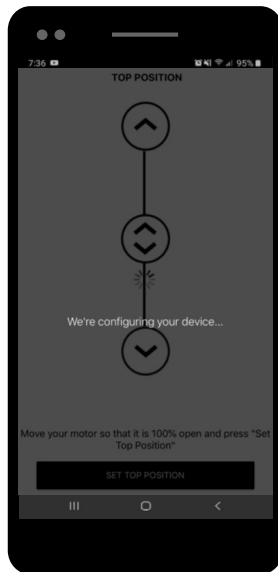 7:36 95%
TOP POSITION
We're configuring your device...
Move your motor so that it is 100% open and press "Set
Top Position"
SET TOP POSITION